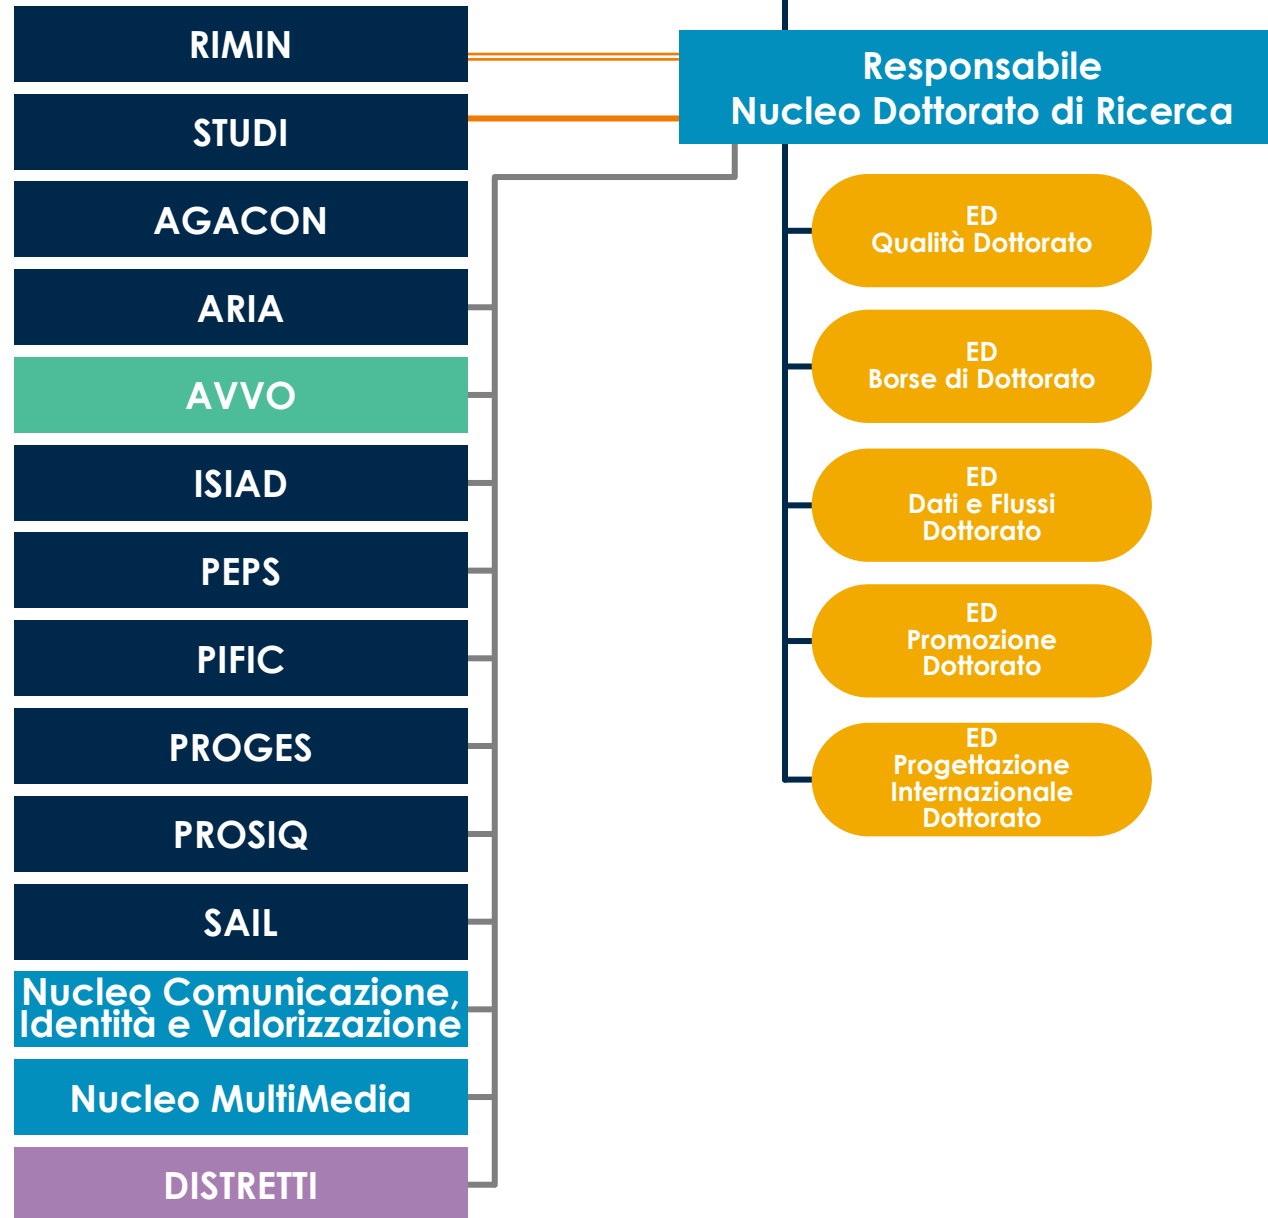 RIMIN
STUDI
AGACON
ARIA
AVVO
ISIAD
PEPS
PIFIC
PROGES
PROSIQ
SAIL
Nucleo Comunicazione,
Identità e Valorizzazione
Nucleo MultiMedia
DISTRETTI
Responsabile
Nucleo Dottorato di Ricerca
ED
Qualità Dottorato
ED
Borse di Dottorato
ED
Dati e Flussi
Dottorato
ED
Promozione
Dottorato
ED
Progettazione
Internazionale
Dottorato